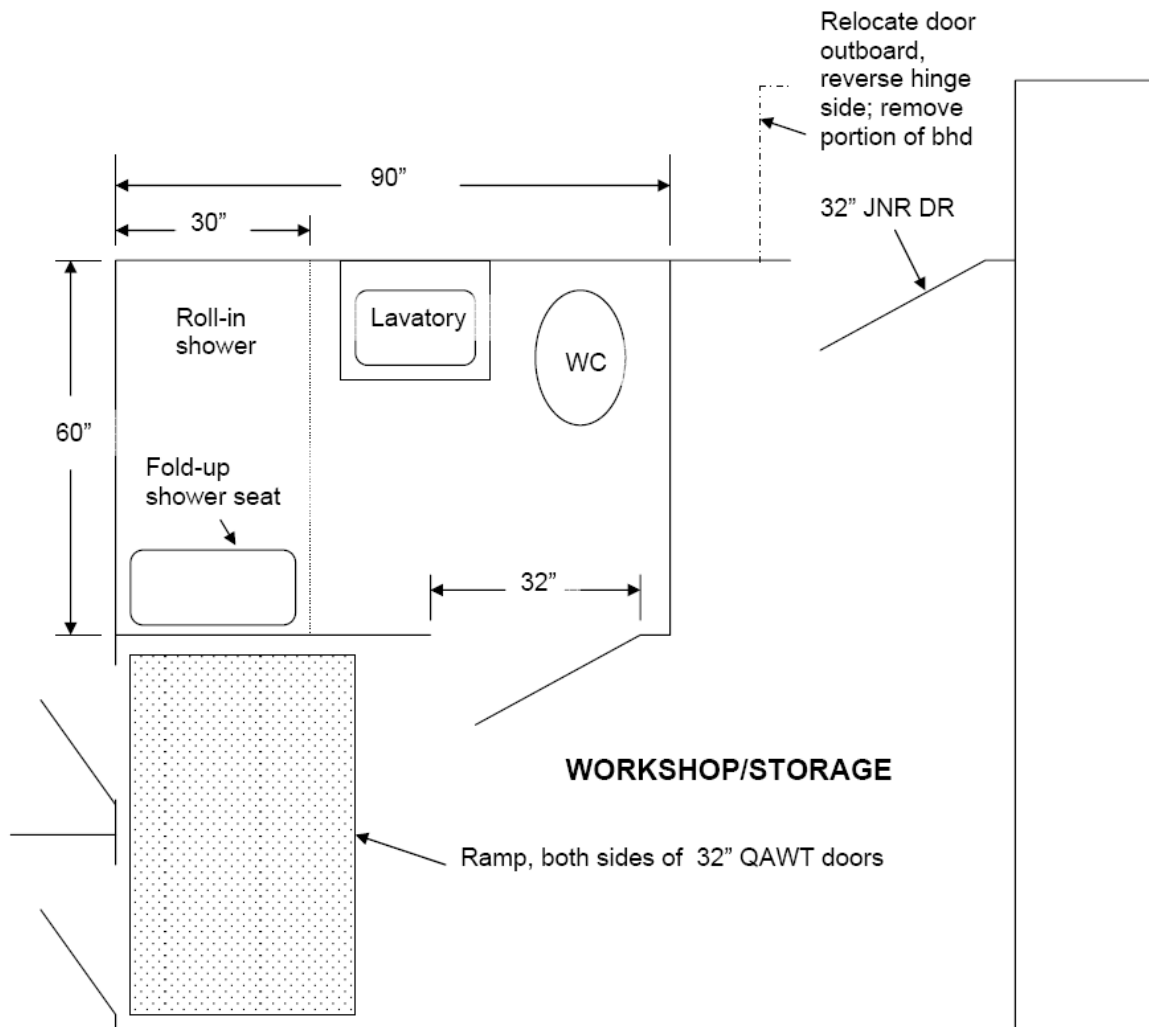 Relocate door
outboard,
reverse hinge
side; remove
portion of bhd
90”
30”
32” JNR DR
Roll-in
shower
Lavatory
WC
60”
Fold-up
shower seat
32”
WORKSHOP/STORAGE
Ramp, both sides of 32” QAWT doors